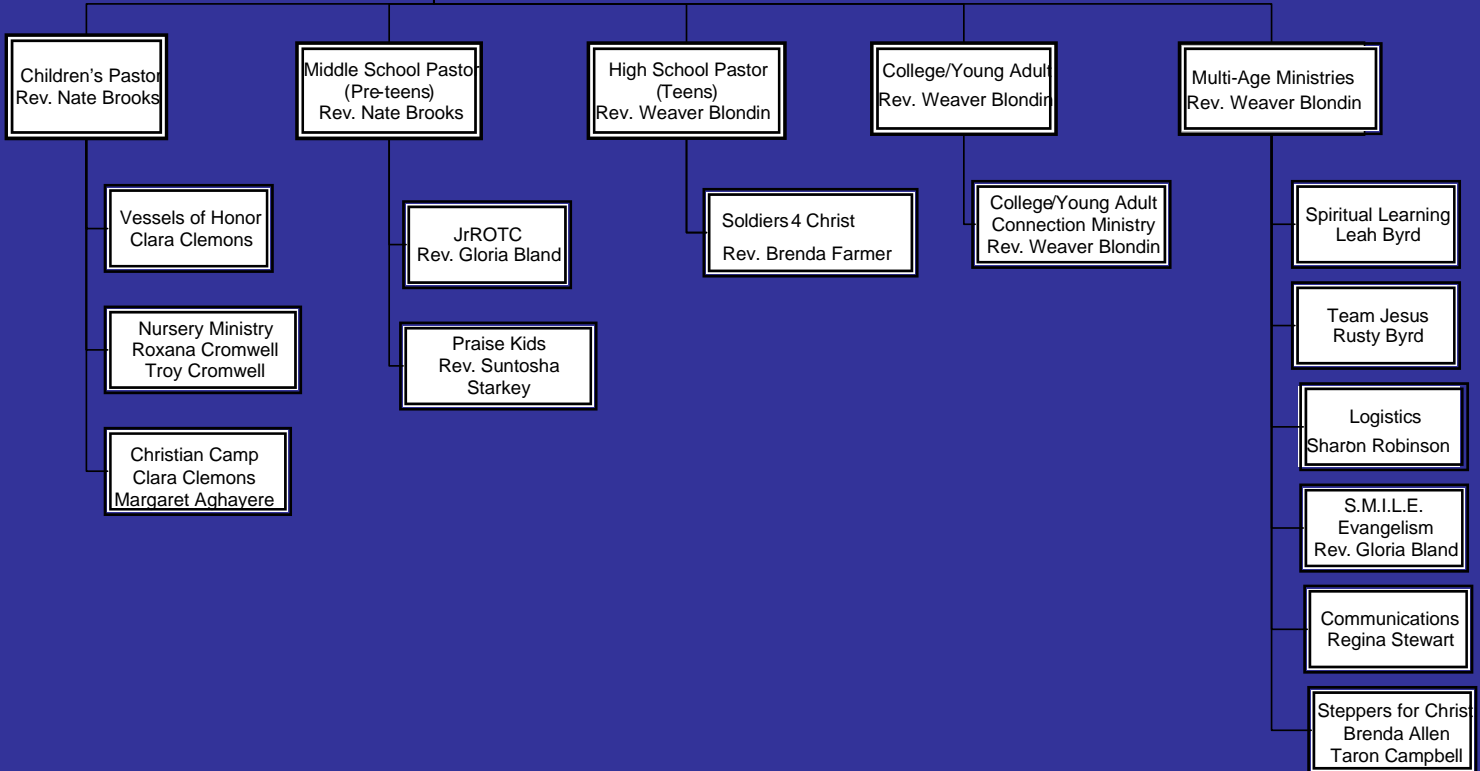 Children's Pastor
Rev. Nate Brooks
Middle School Pastor
(Pre-teens)
Rev. Nate Brooks
High School Pastor
(Teens)
Rev. Weaver Blondin
College/Young Adult
Rev. Weaver Blondin
Multi-Age Ministries
Rev. Weaver Blondin
Vessels of Honor
Clara Clemons
Nursery Ministry
Roxana Cromwell
Troy Cromwell
Christian Camp
Clara Clemons
Margaret Aghayere
JrROTC
Rev. Gloria Bland
Praise Kids
Rev. Suntosha
Starkey
Soldiers 4 Christ
Rev. Brenda Farmer
College/Young Adult
Connection Ministry
Rev. Weaver Blondin
Spiritual Learning
Leah Byrd
Team Jesus
Rusty Byrd
Logistics
Sharon Robinson
S.M.I.L.E.
Evangelism
Rev. Gloria Bland
Communications
Regina Stewart
Steppers for Christ
Brenda Allen
Taron Campbell